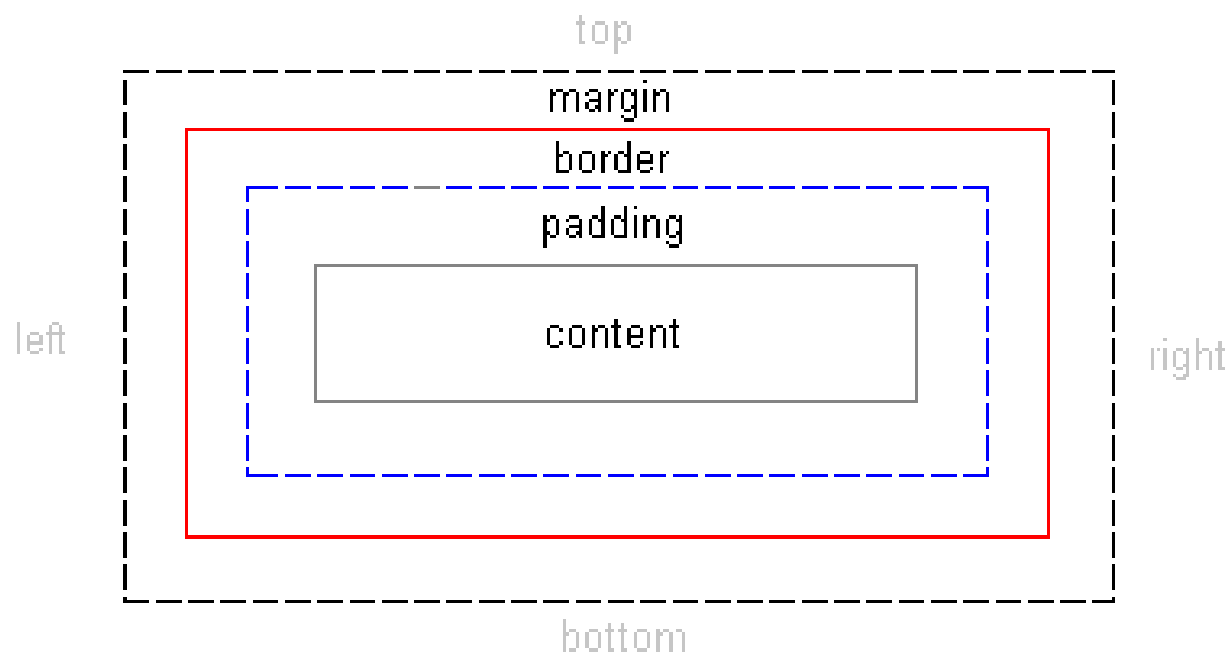 top
margin
border
padding
content
left
right
bottom